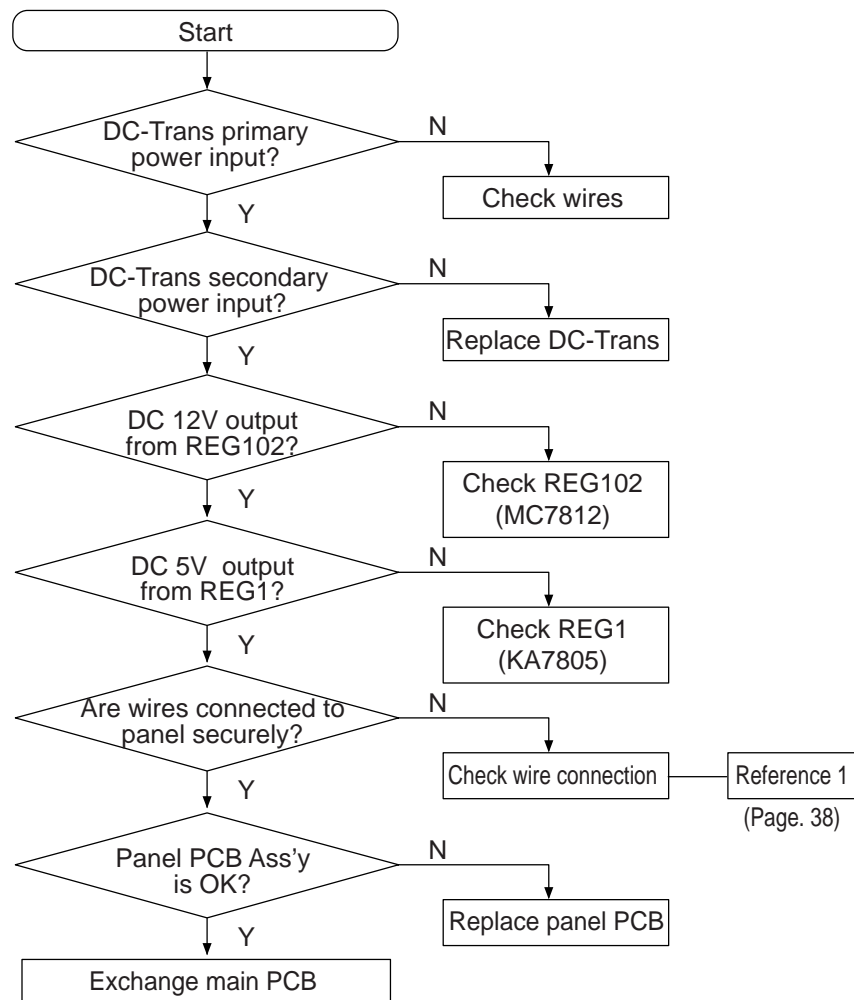 Start
DC-Trans primary
power input?
N
Check wires
Y
DC-Trans secondary
power input?
N
Replace DC-Trans
Y
DC 12V output
from REG102?
N
Check REG102
(MC7812)
Y
DC 5V output
from REG1?
N
Check REG1
(KA7805)
Y
Are wires connected to
panel securely?
N
Check wire connection
Reference 1
(Page. 38)
Y
Panel PCB Ass'y
is OK?
N
Replace panel PCB
Y
Exchange main PCB